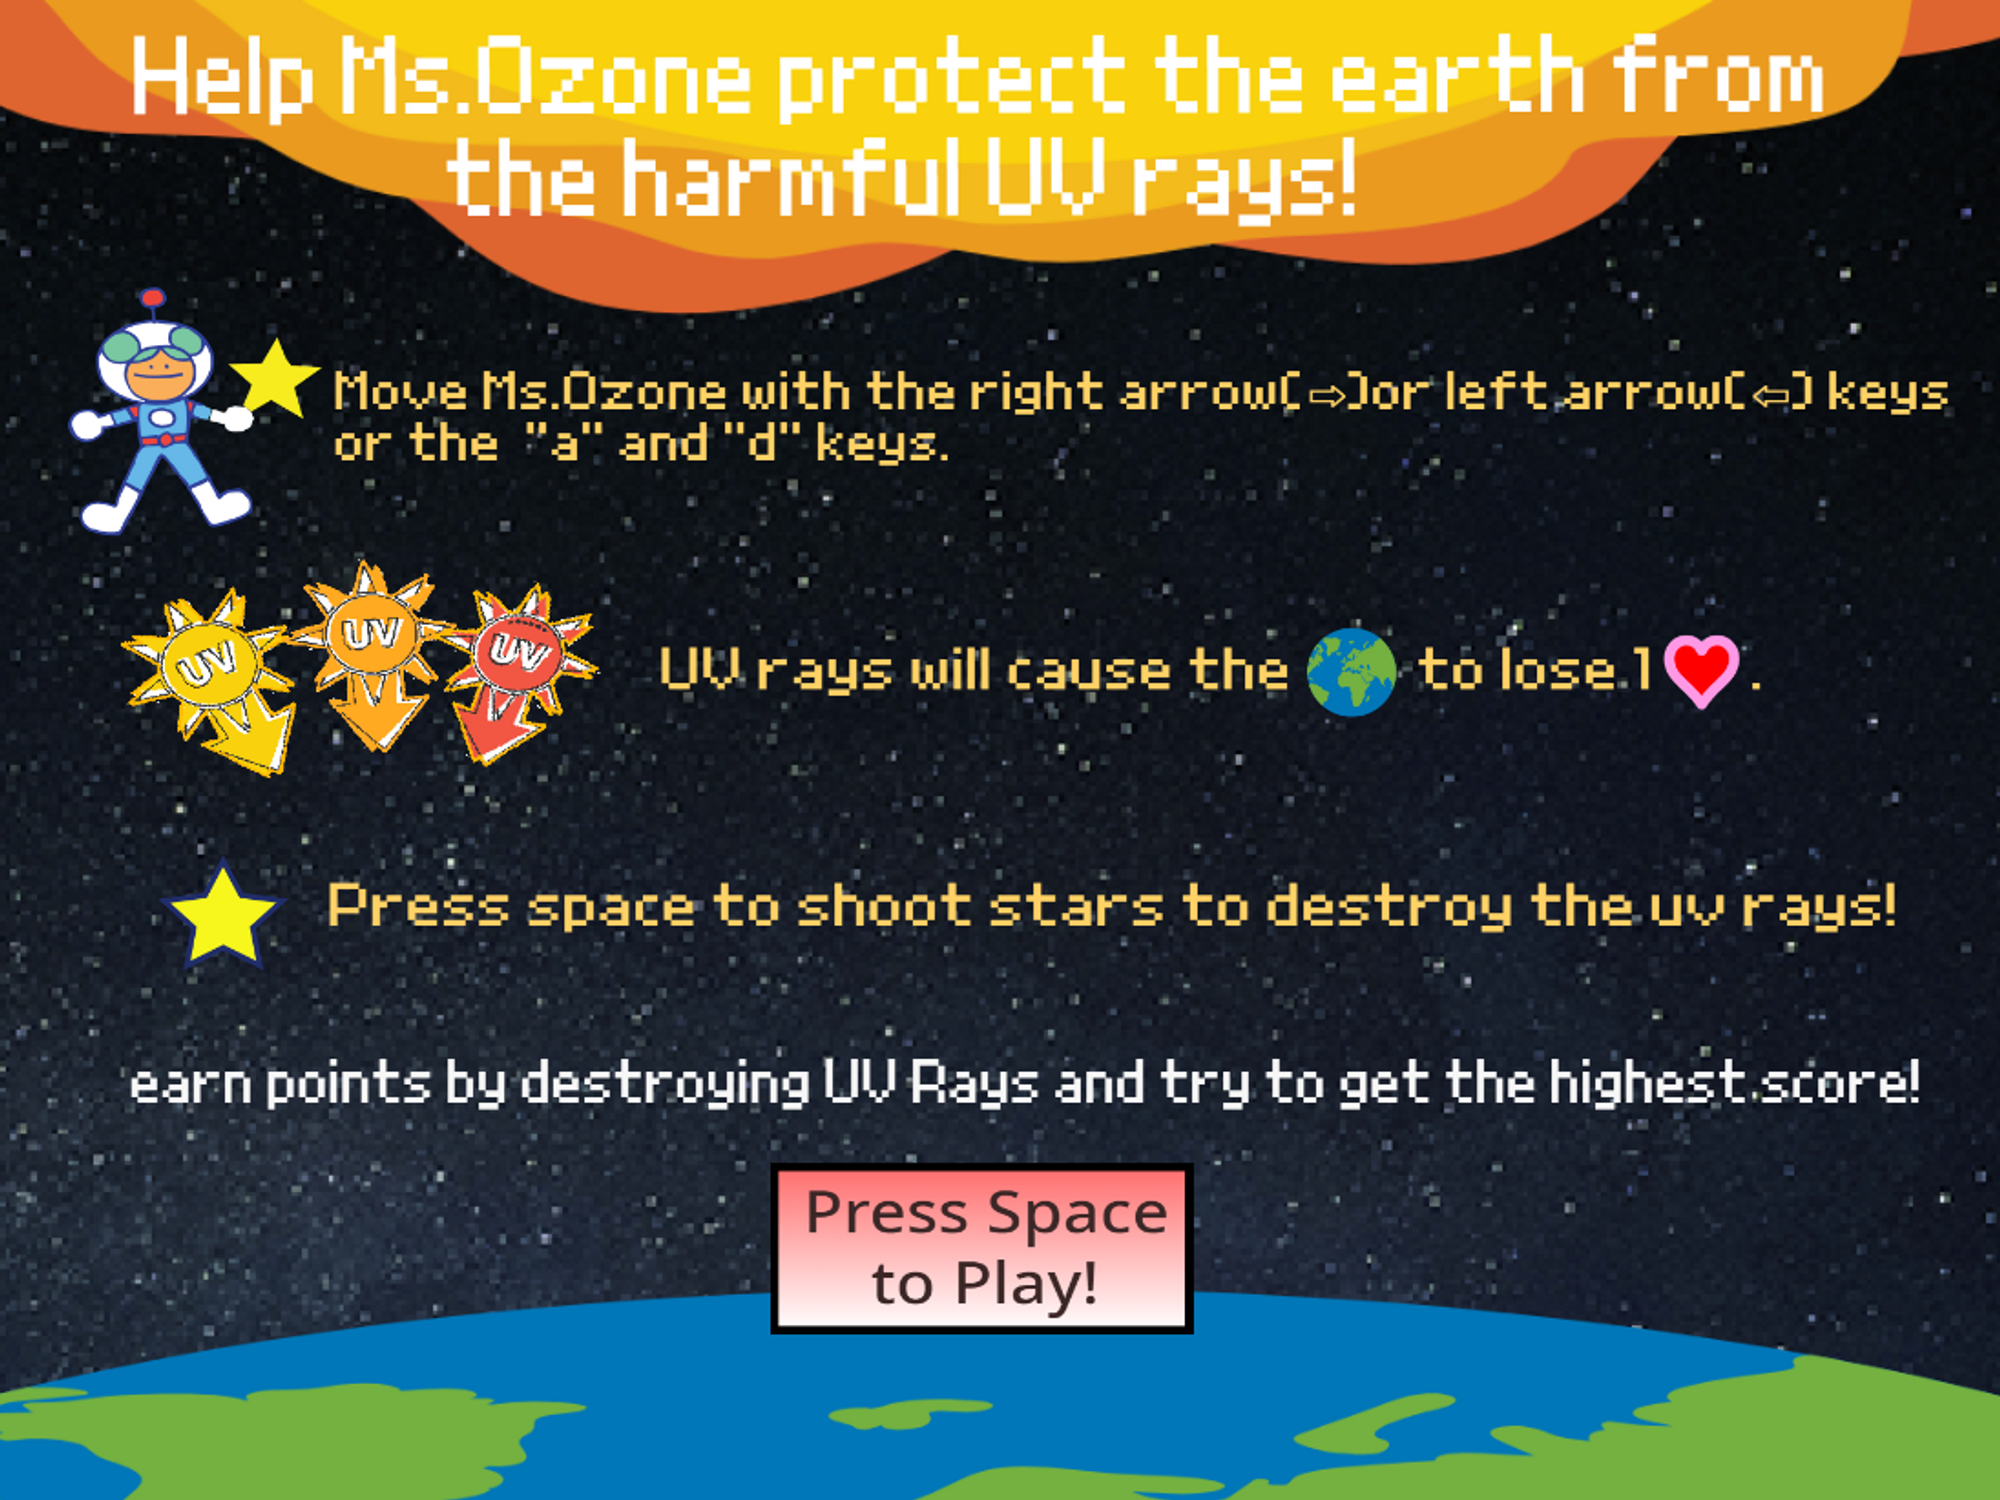 Help Ms.Ozone protect the earth from
the harmful UV rays!
Move Ms.Ozone with the right arrow(⇨)or left arrow(⇦) keys
or the "a" and "d" keys.
UV UV UV
UV rays will cause the to lose 1 .
Press space to shoot stars to destroy the uv rays!
earn points by destroying UV Rays and try to get the highest score!
Press Space
to Play!